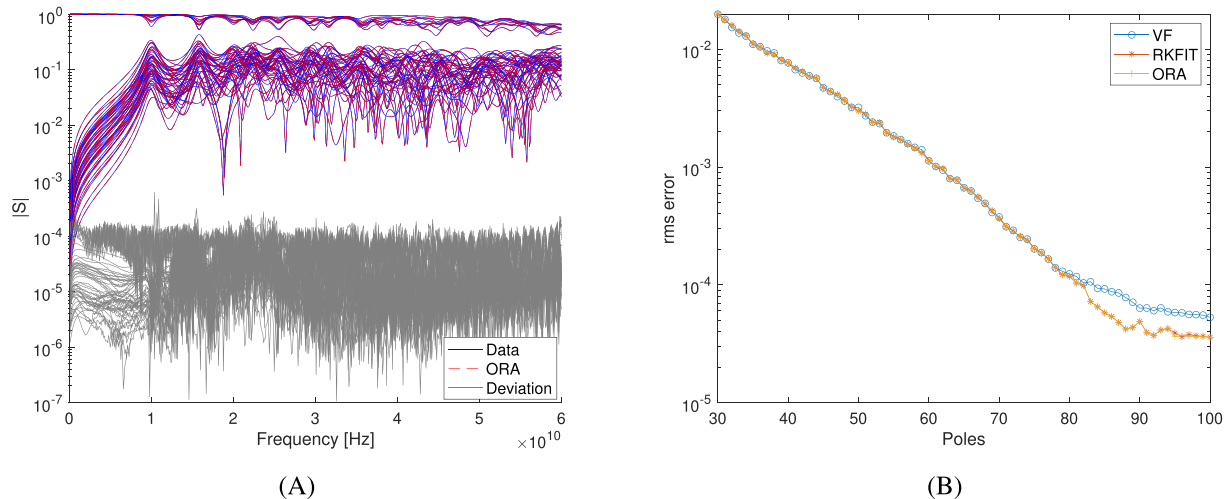 10^0
10^-1
10^-2
10^-3
10^-4
10^-5
10^-6
10^-7
|S|
0 1 2 3 4 5 6
Frequency [Hz]
×10^10
Data
ORA
Deviation
(A)
10^-2
10^-3
10^-4
10^-5
rms error
30 40 50 60 70 80 90 100
Poles
VF
RKFIT
ORA
(B)